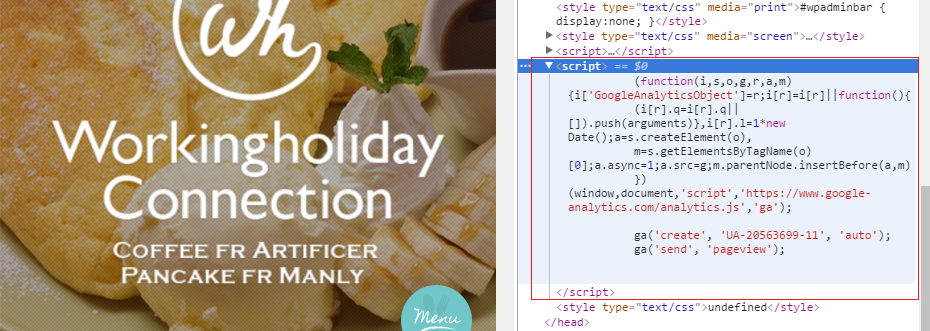 Wh
Workingholiday
Connection
COFFEE FR ARTIFICER
PANCAKE FR MANLY
Menu
<style type="text/css" media="print">#wpadminbar {
display:none; }</style>
▶<style type="text/css" media="screen">…</style>
▶<script>…</script>
… ▼<script> == $0
(function(i,s,o,g,r,a,m)
{i['GoogleAnalyticsObject']=r;i[r]=i[r]||function(){
(i[r].q=i[r].q||
[]).push(arguments)},i[r].l=1*new
Date();a=s.createElement(o),
m=s.getElementsByTagName(o)
[0];a.async=1;a.src=g;m.parentNode.insertBefore(a,m)
})
(window,document,'script','https://www.google-
analytics.com/analytics.js','ga');
ga('create', 'UA-20563699-11', 'auto');
ga('send', 'pageview');
</script>
<style type="text/css">undefined</style>
</head>